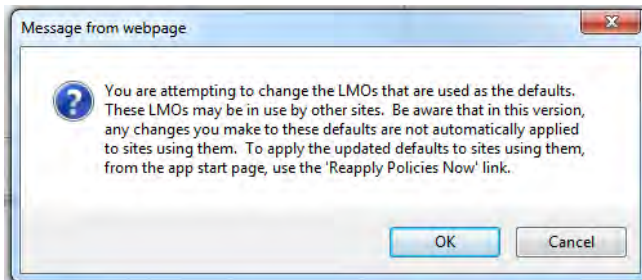 Message from webpage
You are attempting to change the LMOs that are used as the defaults.
These LMOs may be in use by other sites.  Be aware that in this version,
any changes you make to these defaults are not automatically applied
to sites using them.  To apply the updated defaults to sites using them,
from the app start page, use the 'Reapply Policies Now' link.
OK
Cancel